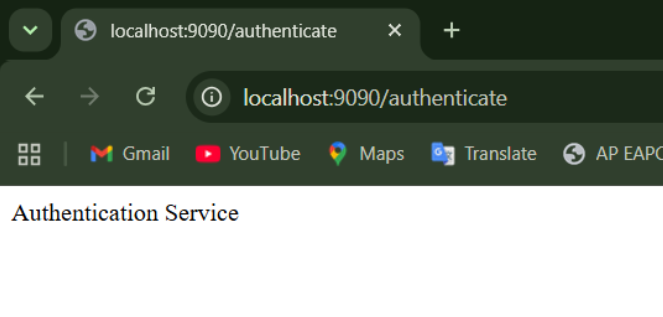 localhost:9090/authenticate
localhost:9090/authenticate
Gmail YouTube Maps Translate AP EAPC
Authentication Service